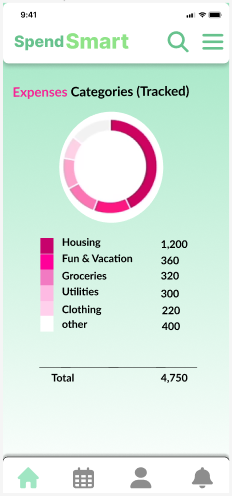 9:41
SpendSmart
Expenses Categories (Tracked)
Housing 1,200
Fun & Vacation 360
Groceries 320
Utilities 300
Clothing 220
other 400
Total 4,750